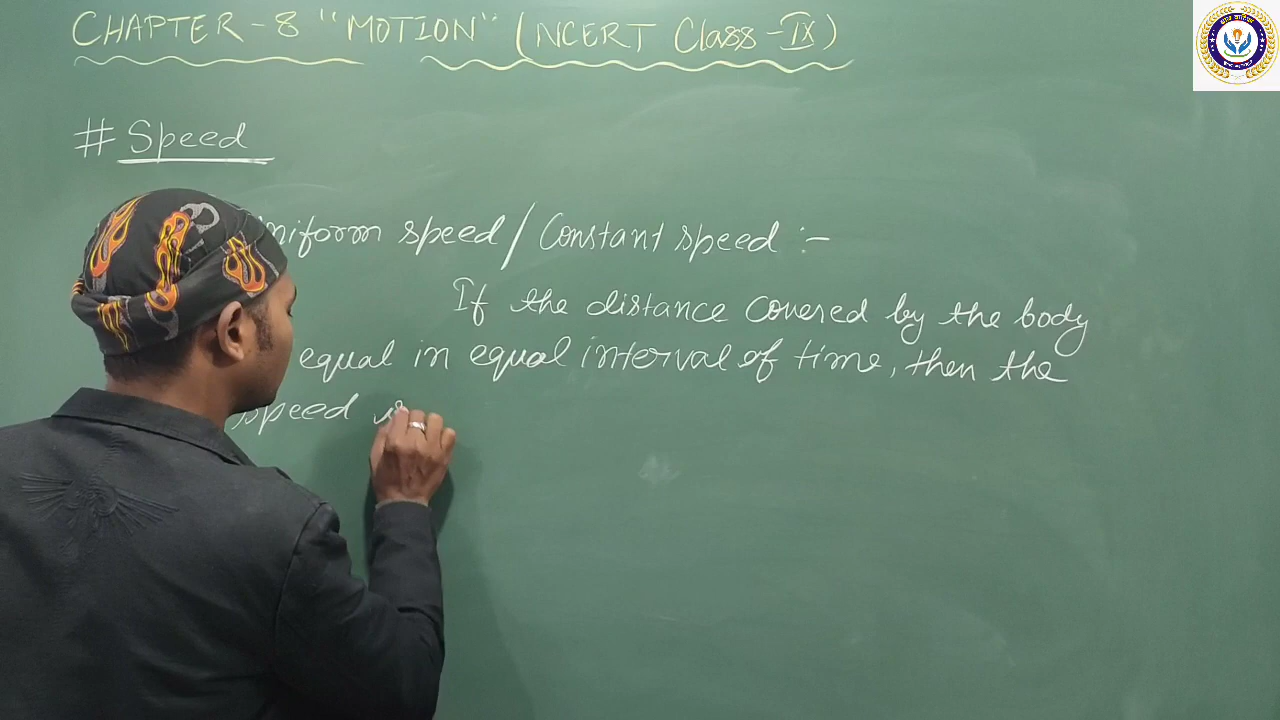 CHAPTER-8 "MOTION" (NCERT Class-IX)
# Speed
niform speed/Constant speed :-
If the distance covered by the body
equal in equal interval of time, then the
speed is